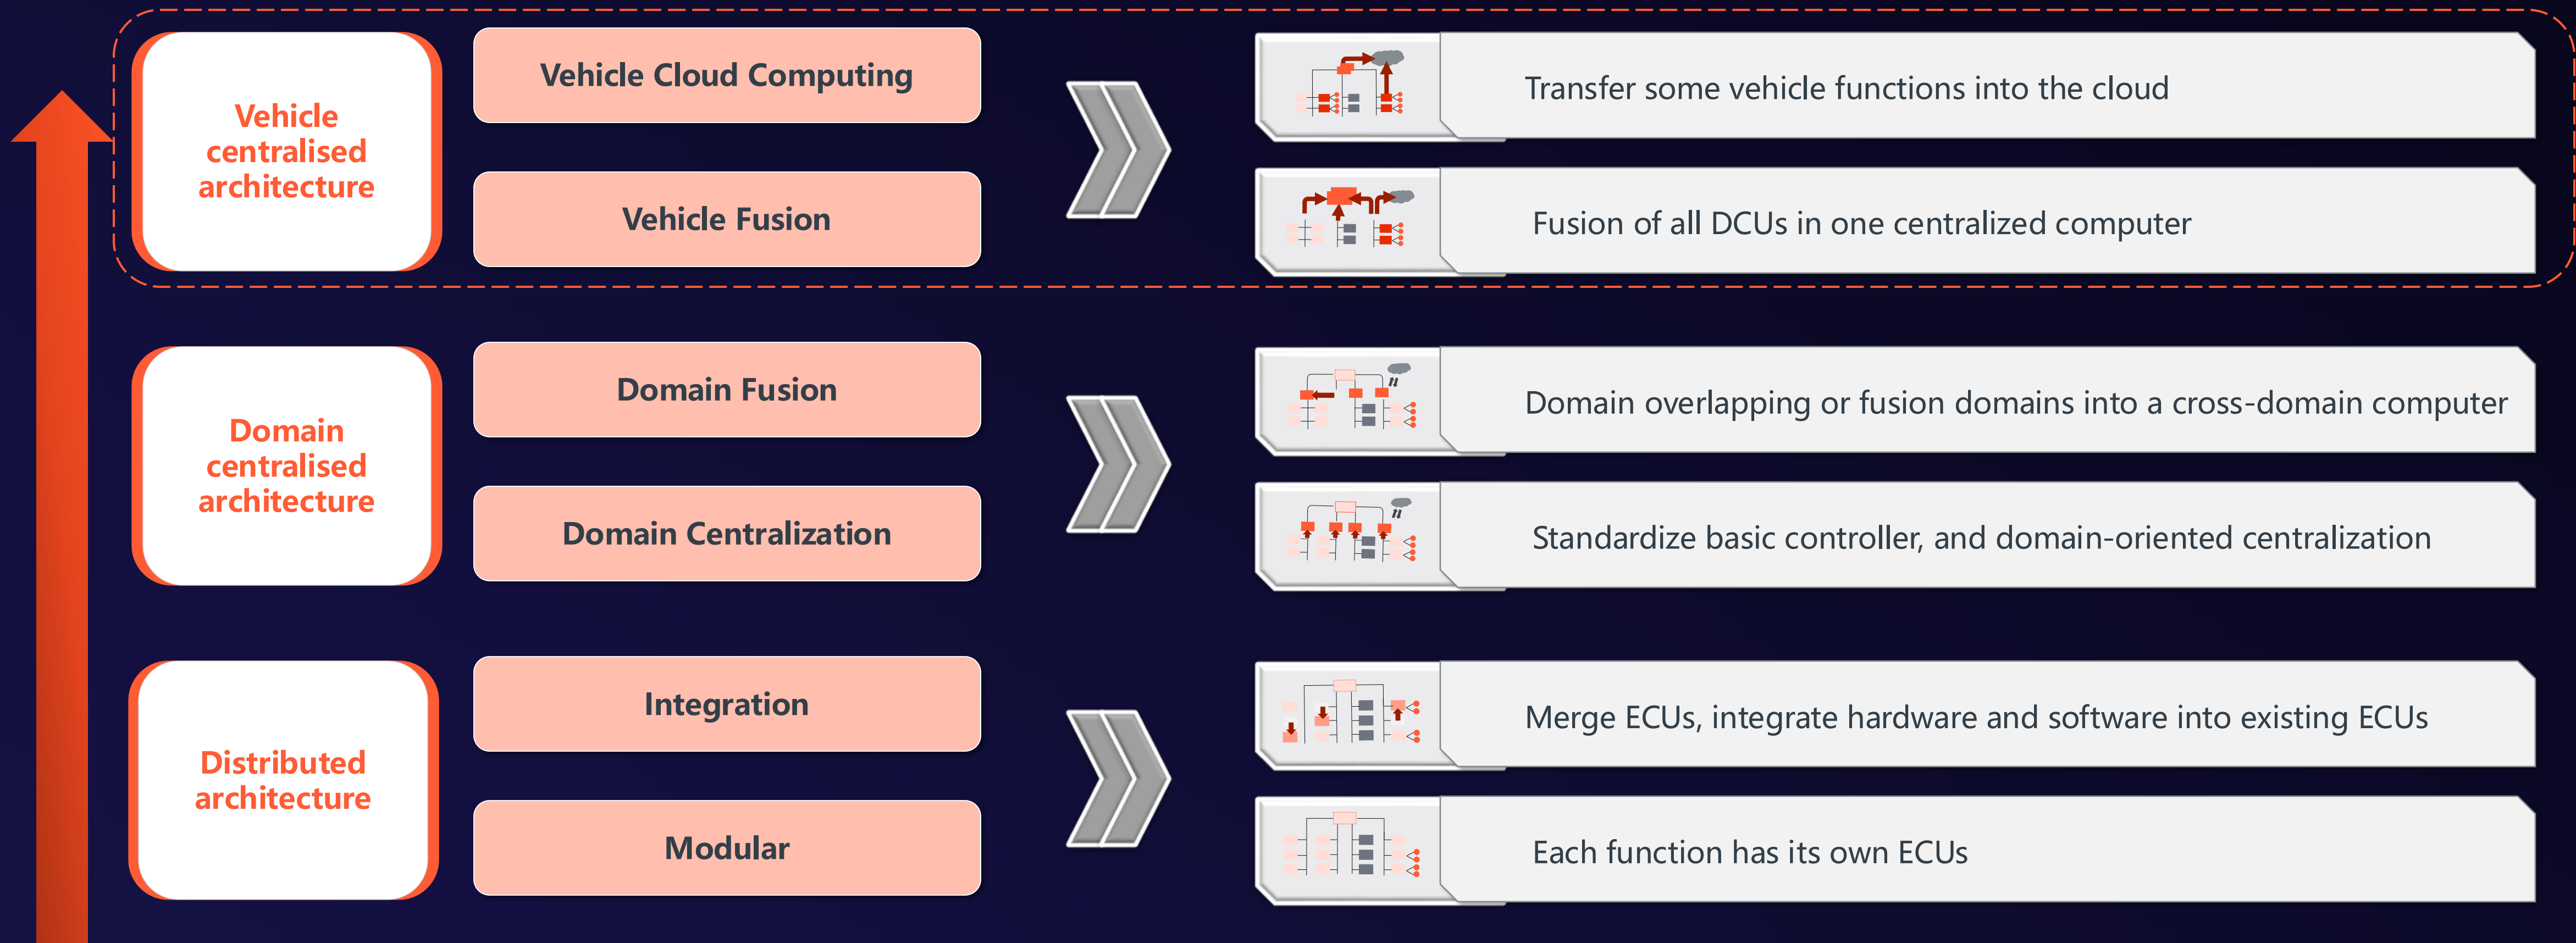 Vehicle
centralised
architecture
Vehicle Cloud Computing
Transfer some vehicle functions into the cloud
Vehicle Fusion
Fusion of all DCUs in one centralized computer
Domain
centralised
architecture
Domain Fusion
Domain overlapping or fusion domains into a cross-domain computer
Domain Centralization
Standardize basic controller, and domain-oriented centralization
Distributed
architecture
Integration
Merge ECUs, integrate hardware and software into existing ECUs
Modular
Each function has its own ECUs